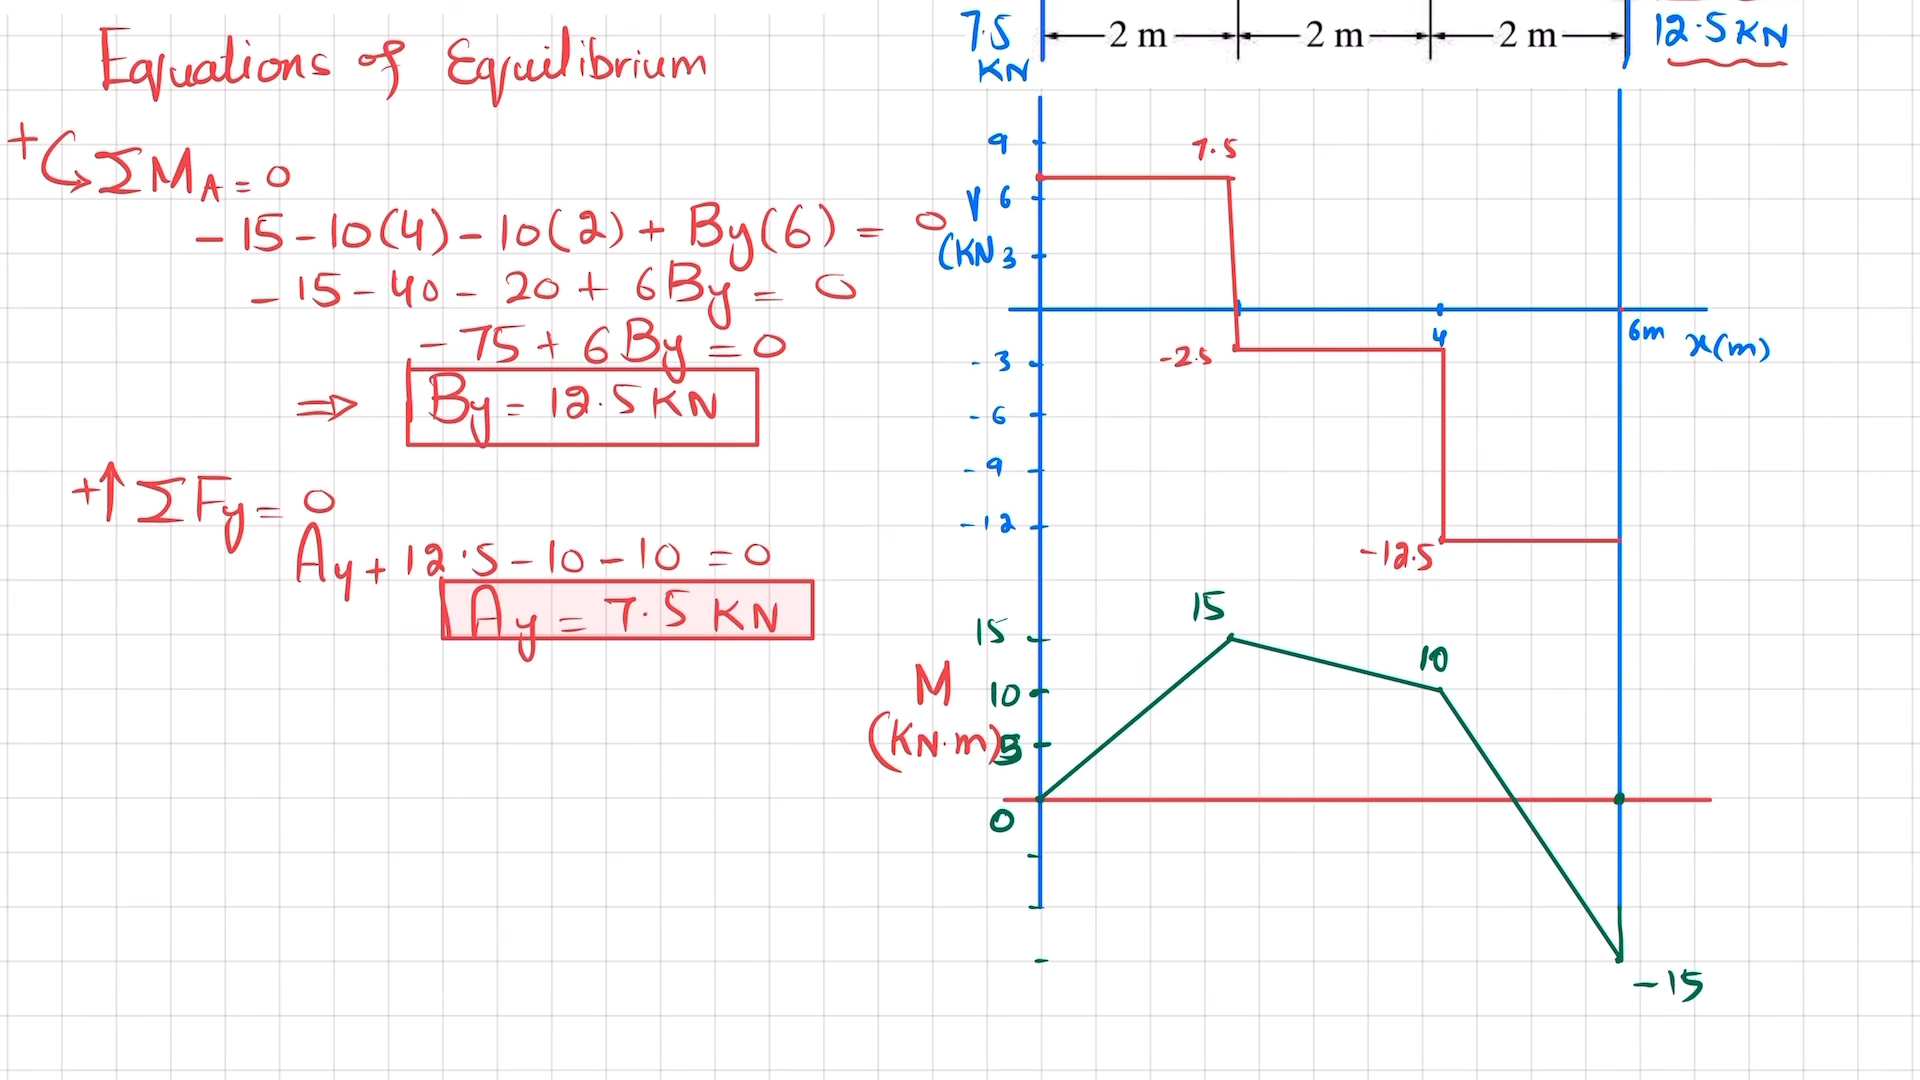 Equations of Equilibrium
+ ΣM_A = 0
-15-10(4)-10(2) + By(6) = 0
-15-40-20+6By = 0
-75+6By = 0
⇒ By = 12.5 KN
+↑ ΣFy = 0
Ay + 12.5-10-10 = 0
Ay = 7.5 KN
7.5 KN
2 m 2 m 2 m
12.5 KN
V
(KN
9
6
3
-3
-6
-9
-12
7.5
-2.5
-12.5
4
6m
x(m)
M
(KN.m)
15
10
5
0
15
10
-15